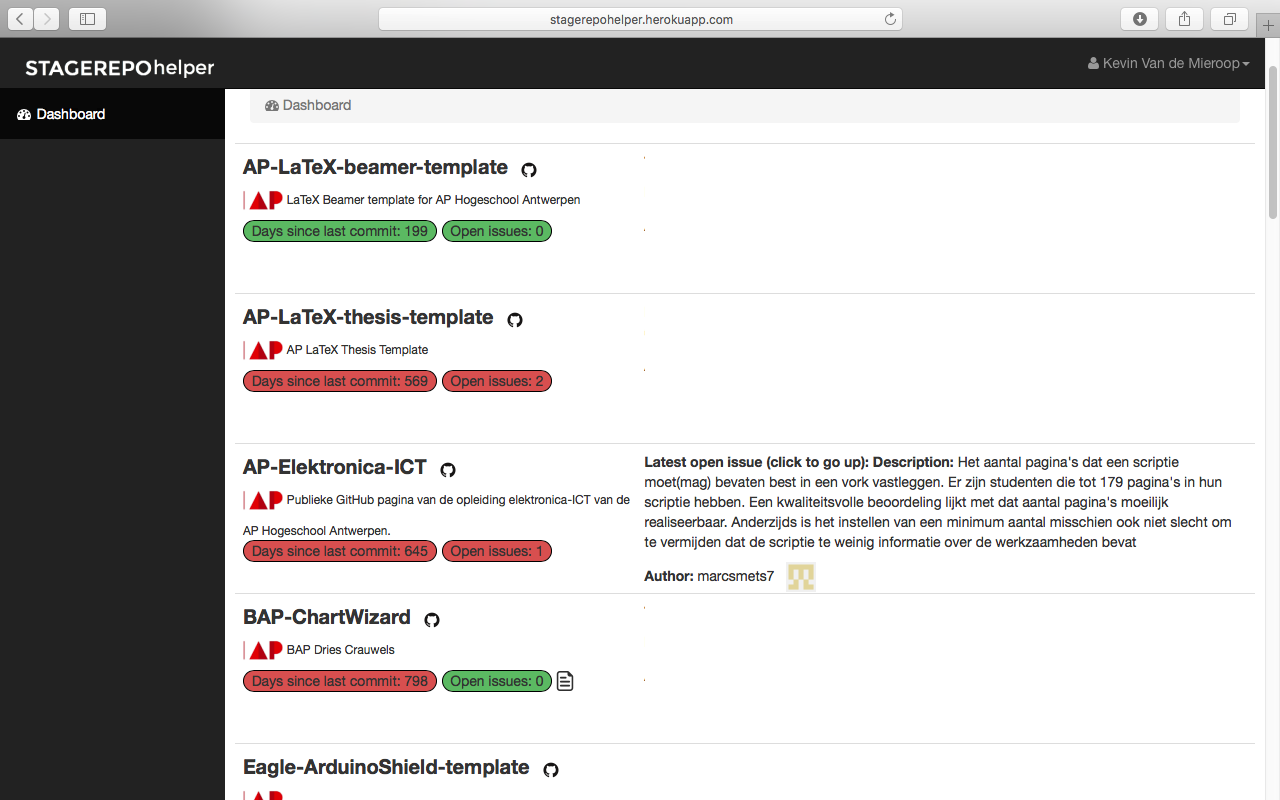 stagerepohelper.herokuapp.com
STAGEREPOhelper
Kevin Van de Mieroop
Dashboard
Dashboard
AP-LaTeX-beamer-template
AP LaTeX Beamer template for AP Hogeschool Antwerpen
Days since last commit: 199 Open issues: 0
AP-LaTeX-thesis-template
AP AP LaTeX Thesis Template
Days since last commit: 569 Open issues: 2
AP-Elektronica-ICT
AP Publieke GitHub pagina van de opleiding elektronica-ICT van de
AP Hogeschool Antwerpen.
Days since last commit: 645 Open issues: 1
Latest open issue (click to go up): Description: Het aantal pagina's dat een scriptie
moet(mag) bevaten best in een vork vastleggen. Er zijn studenten die tot 179 pagina's in hun
scriptie hebben. Een kwaliteitsvolle beoordeling lijkt met dat aantal pagina's moeilijk
realiseerbaar. Anderzijds is het instellen van een minimum aantal misschien ook niet slecht om
te vermijden dat de scriptie te weinig informatie over de werkzaamheden bevat
Author: marcsmets7
BAP-ChartWizard
AP BAP Dries Crauwels
Days since last commit: 798 Open issues: 0
Eagle-ArduinoShield-template
AP